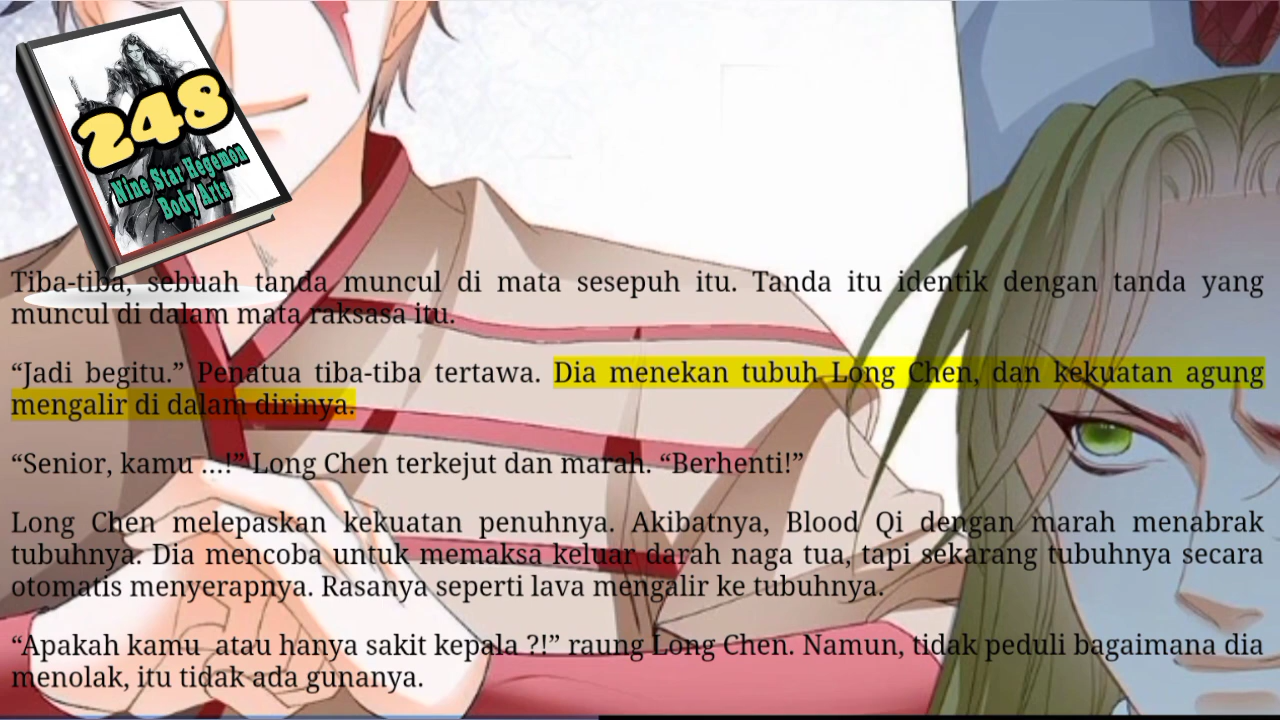 248
Nine Star Hegemon
Body Arts
Tiba-tiba, sebuah tanda muncul di mata sesepuh itu. Tanda itu identik dengan tanda yang
muncul di dalam mata raksasa itu.
“Jadi begitu.” Penatua tiba-tiba tertawa. Dia menekan tubuh Long Chen, dan kekuatan agung
mengalir di dalam dirinya.
“Senior, kamu ...!” Long Chen terkejut dan marah. “Berhenti!”
Long Chen melepaskan kekuatan penuhnya. Akibatnya, Blood Qi dengan marah menabrak
tubuhnya. Dia mencoba untuk memaksa keluar darah naga tua, tapi sekarang tubuhnya secara
otomatis menyerapnya. Rasanya seperti lava mengalir ke tubuhnya.
“Apakah kamu  atau hanya sakit kepala ?!” raung Long Chen. Namun, tidak peduli bagaimana dia
menolak, itu tidak ada gunanya.